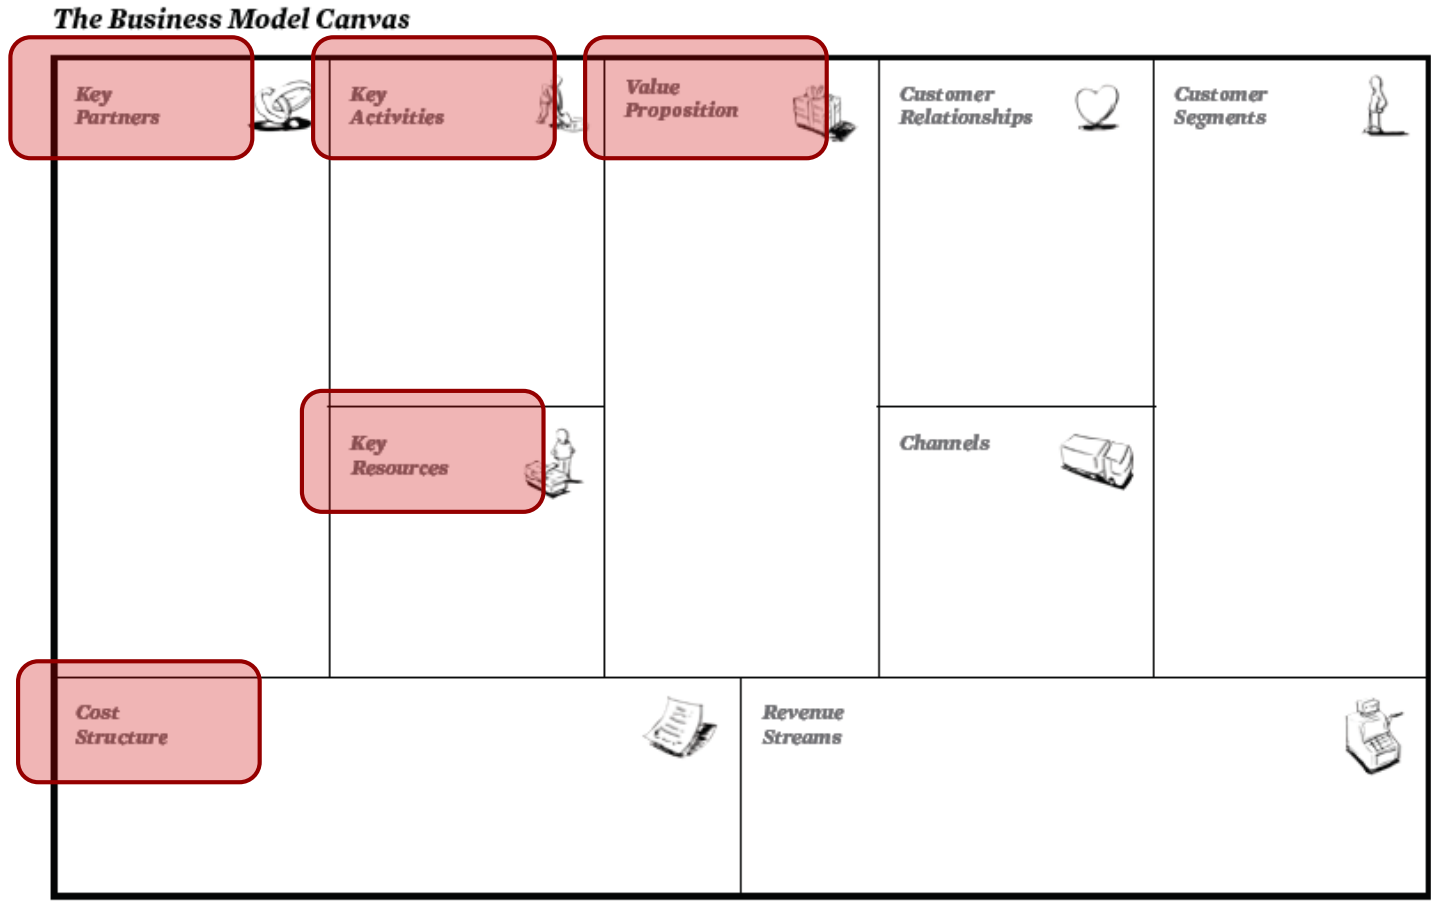 The Business Model Canvas
Key
Partners
Key
Activities
Value
Proposition
Customer
Relationships
Customer
Segments
Key
Resources
Channels
Cost
Structure
Revenue
Streams